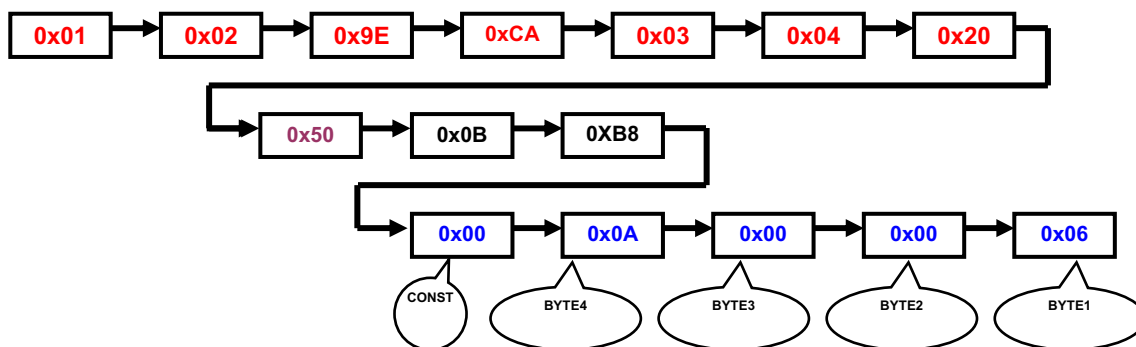 0x01 0x02 0x9E 0xCA 0x03 0x04 0x20
0x50 0x0B 0XB8
0x00 0x0A 0x00 0x00 0x06
CONST BYTE4 BYTE3 BYTE2 BYTE1